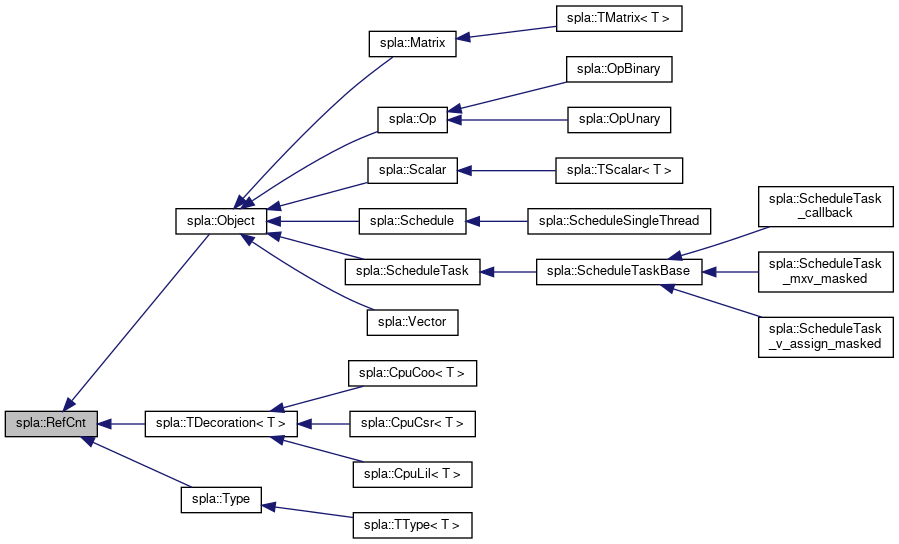 spla::TMatrix< T >
spla::Matrix
spla::OpBinary
spla::Op
spla::OpUnary
spla::Scalar
spla::TScalar< T >
spla::ScheduleTask
_callback
spla::Object
spla::Schedule
spla::ScheduleSingleThread
spla::ScheduleTask
spla::ScheduleTaskBase
spla::ScheduleTask
_mxv_masked
spla::Vector
spla::ScheduleTask
_v_assign_masked
spla::CpuCoo< T >
spla::RefCnt
spla::TDecoration< T >
spla::CpuCsr< T >
spla::CpuLil< T >
spla::Type
spla::TType< T >